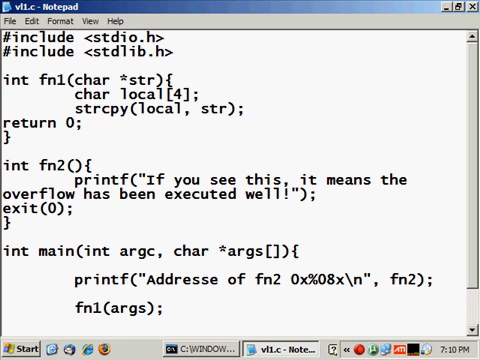 vl1.c - Notepad
File Edit Format View Help
#include <stdio.h>
#include <stdlib.h>
int fn1(char *str){
char local[4];
strcpy(local, str);
return 0;
}
int fn2(){
printf("If you see this, it means the
overflow has been executed well!");
exit(0);
}
int main(int argc, char *args[]){
printf("Addresse of fn2 0x%08x\n", fn2);
fn1(args);
Start C:\WINDOW... vl1.c - Note... 7:10 PM